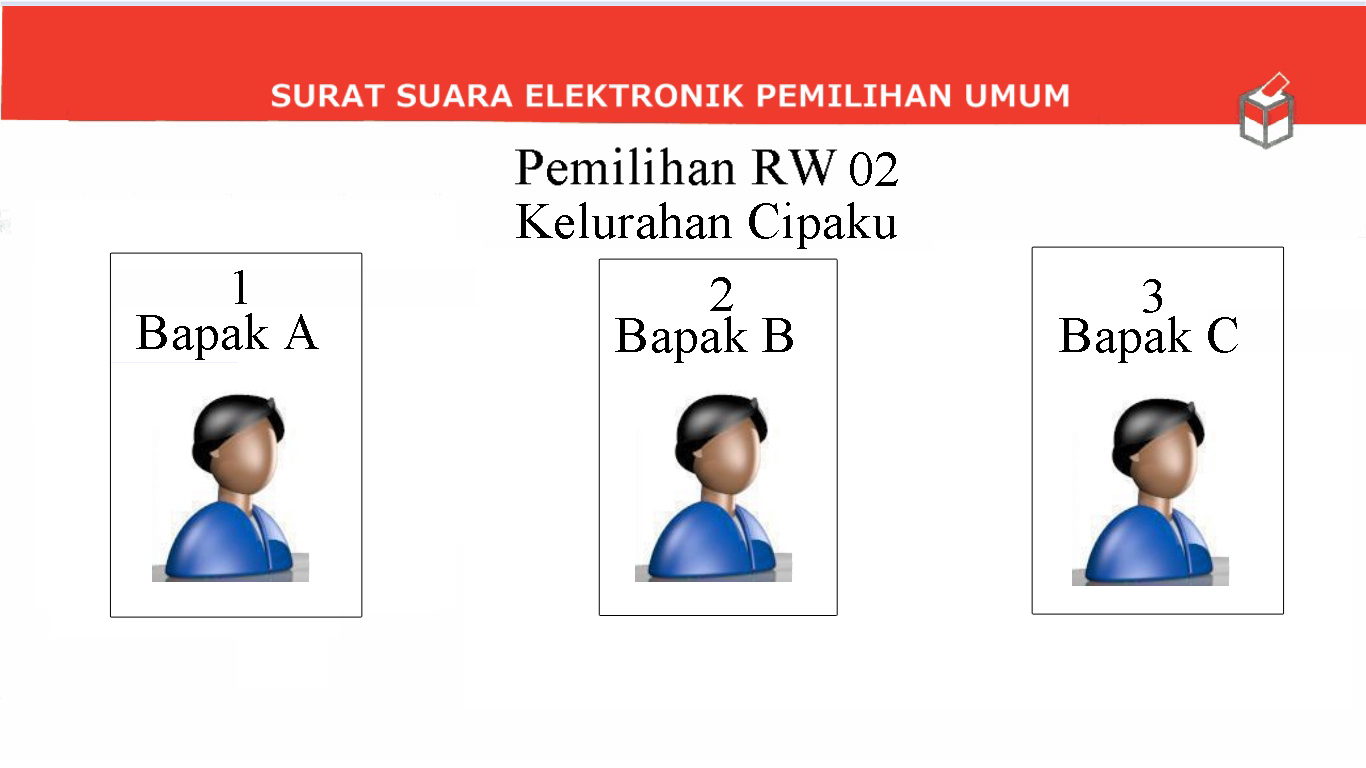 SURAT SUARA ELEKTRONIK PEMILIHAN UMUM
Pemilihan RW 02
Kelurahan Cipaku
1
Bapak A
2
Bapak B
3
Bapak C